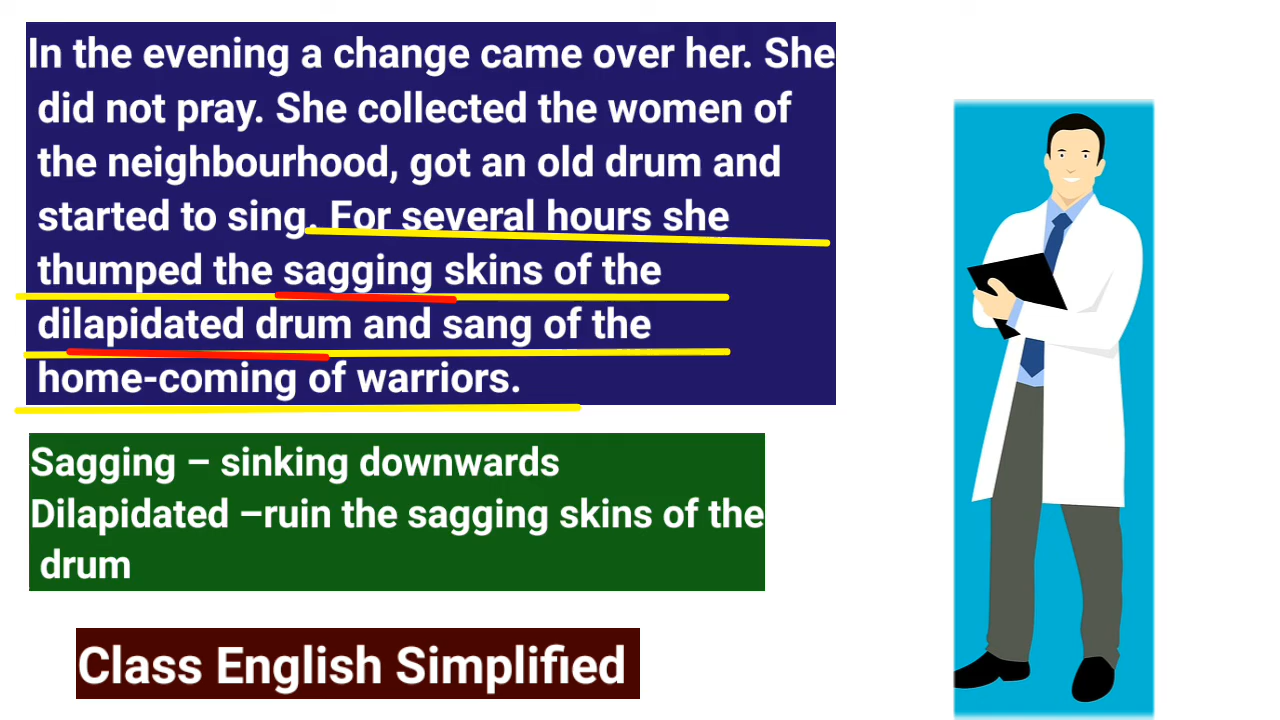 In the evening a change came over her. She
did not pray. She collected the women of
the neighbourhood, got an old drum and
started to sing. For several hours she
thumped the sagging skins of the
dilapidated drum and sang of the
home-coming of warriors.
Sagging – sinking downwards
Dilapidated –ruin the sagging skins of the
drum
Class English Simplified